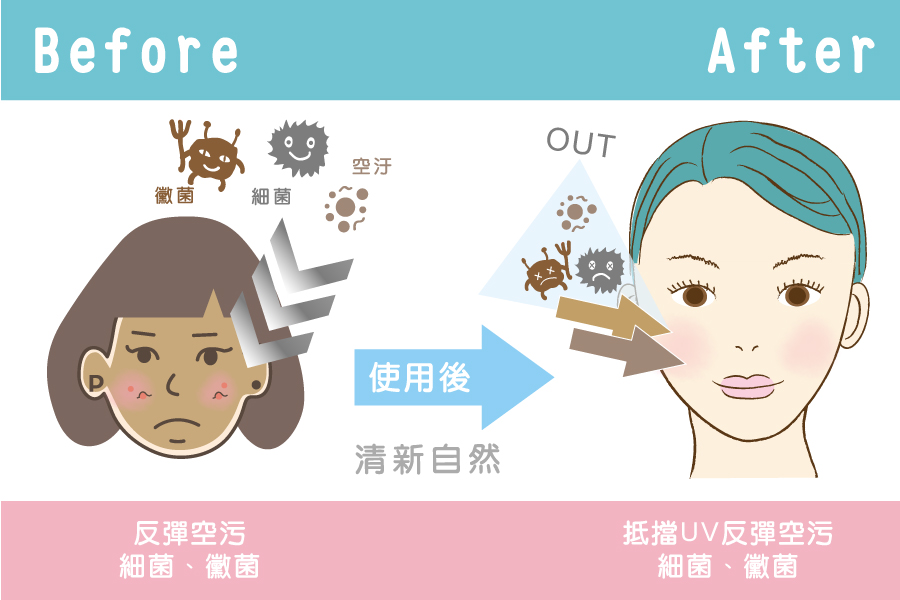 Before
After
黴菌
細菌
空汙
OUT
P
使用後
清新自然
反彈空污
細菌、黴菌
抵擋UV反彈空污
細菌、黴菌